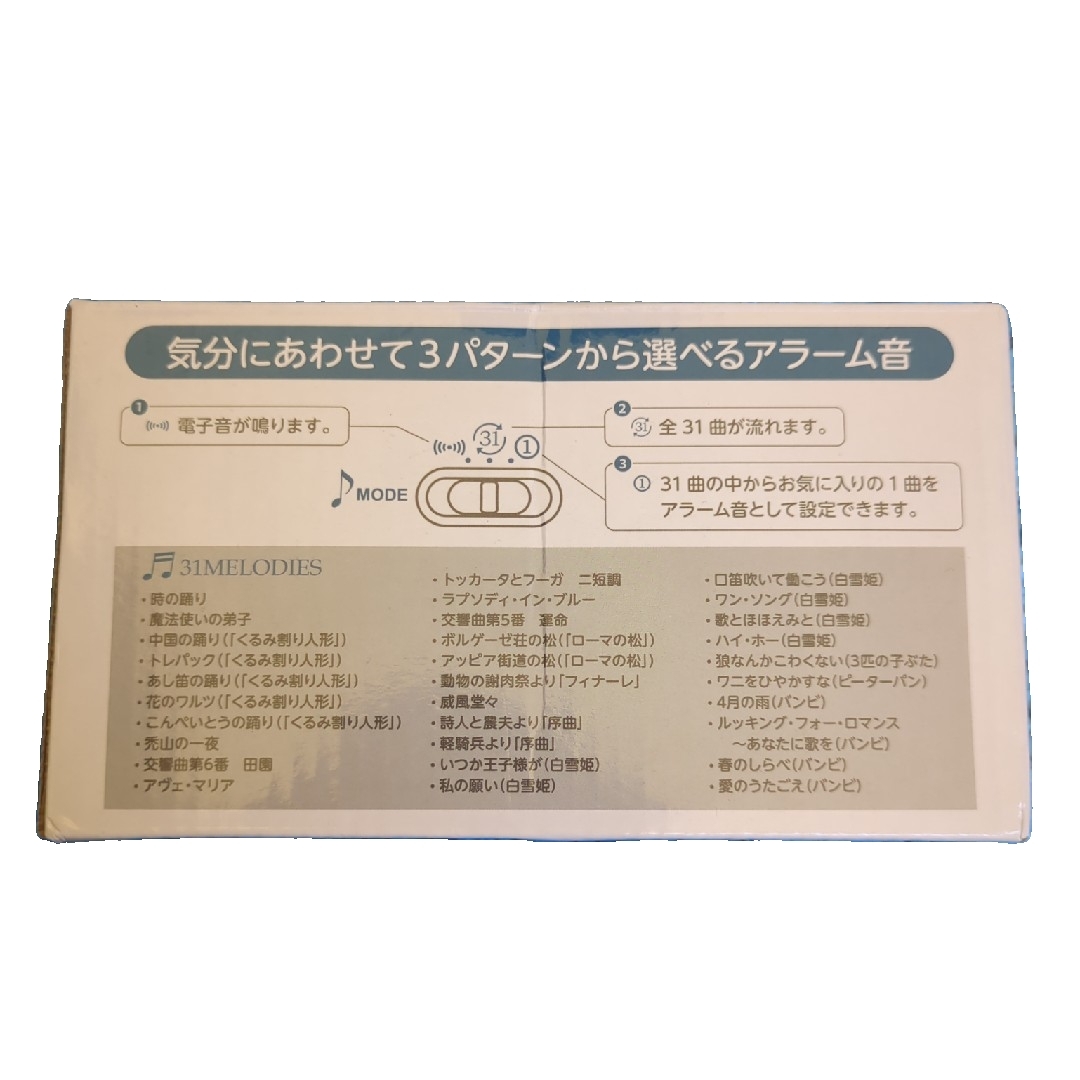 気分にあわせて3パターンから選べるアラーム音
1
電子音が鳴ります。
2
31 全31曲が流れます。
31
1
3
① 31曲の中からお気に入りの1曲を
アラーム音として設定できます。
MODE
31MELODIES
・時の踊り
・魔法使いの弟子
・中国の踊り(「くるみ割り人形」)
・トレパック(「くるみ割り人形」)
・あし笛の踊り(「くるみ割り人形」)
・花のワルツ(「くるみ割り人形」)
・こんぺいとうの踊り(「くるみ割り人形」)
・禿山の一夜
・交響曲第6番 田園
・アヴェ・マリア
・トッカータとフーガ ニ短調
・ラプソディ・イン・ブルー
・交響曲第5番 運命
・ボルゲーゼ荘の松(「ローマの松」)
・アッピア街道の松(「ローマの松」)
・動物の謝肉祭より「フィナーレ」
・威風堂々
・詩人と農夫より「序曲」
・軽騎兵より「序曲」
・いつか王子様が(白雪姫)
・私の願い(白雪姫)
・口笛吹いて働こう(白雪姫)
・ワン・ソング(白雪姫)
・歌とほほえみと(白雪姫)
・ハイ・ホー(白雪姫)
・狼なんかこわくない(3匹の子ぶた)
・ワニをひやかすな(ピーターパン)
・4月の雨(バンビ)
・ルッキング・フォー・ロマンス
～あなたに歌を(バンビ)
・春のしらべ(バンビ)
・愛のうたごえ(バンビ)